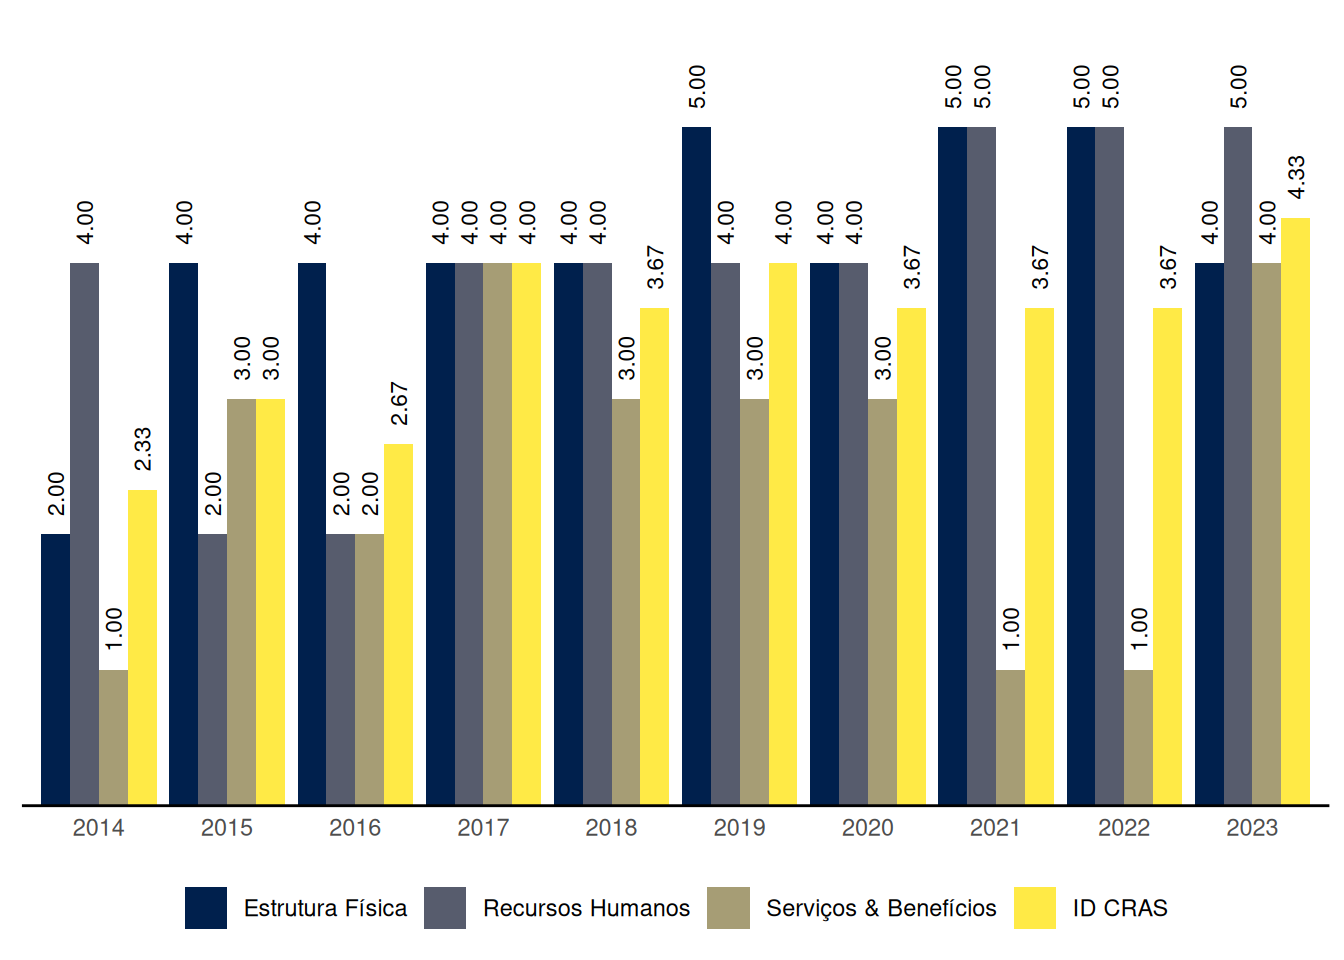 5.00 5.00 5.00 5.00 5.00 5.00
4.33
4.00 4.00 4.00 4.00 4.00 4.00 4.00 4.00 4.00 4.00 4.00 4.00 4.00 4.00 4.00
3.67 3.67 3.67 3.67
3.00 3.00 3.00 3.00 3.00
2.67
2.33
2.00 2.00 2.00 2.00
1.00 1.00 1.00
2014 2015 2016 2017 2018 2019 2020 2021 2022 2023
Estrutura Física Recursos Humanos Serviços & Benefícios ID CRAS